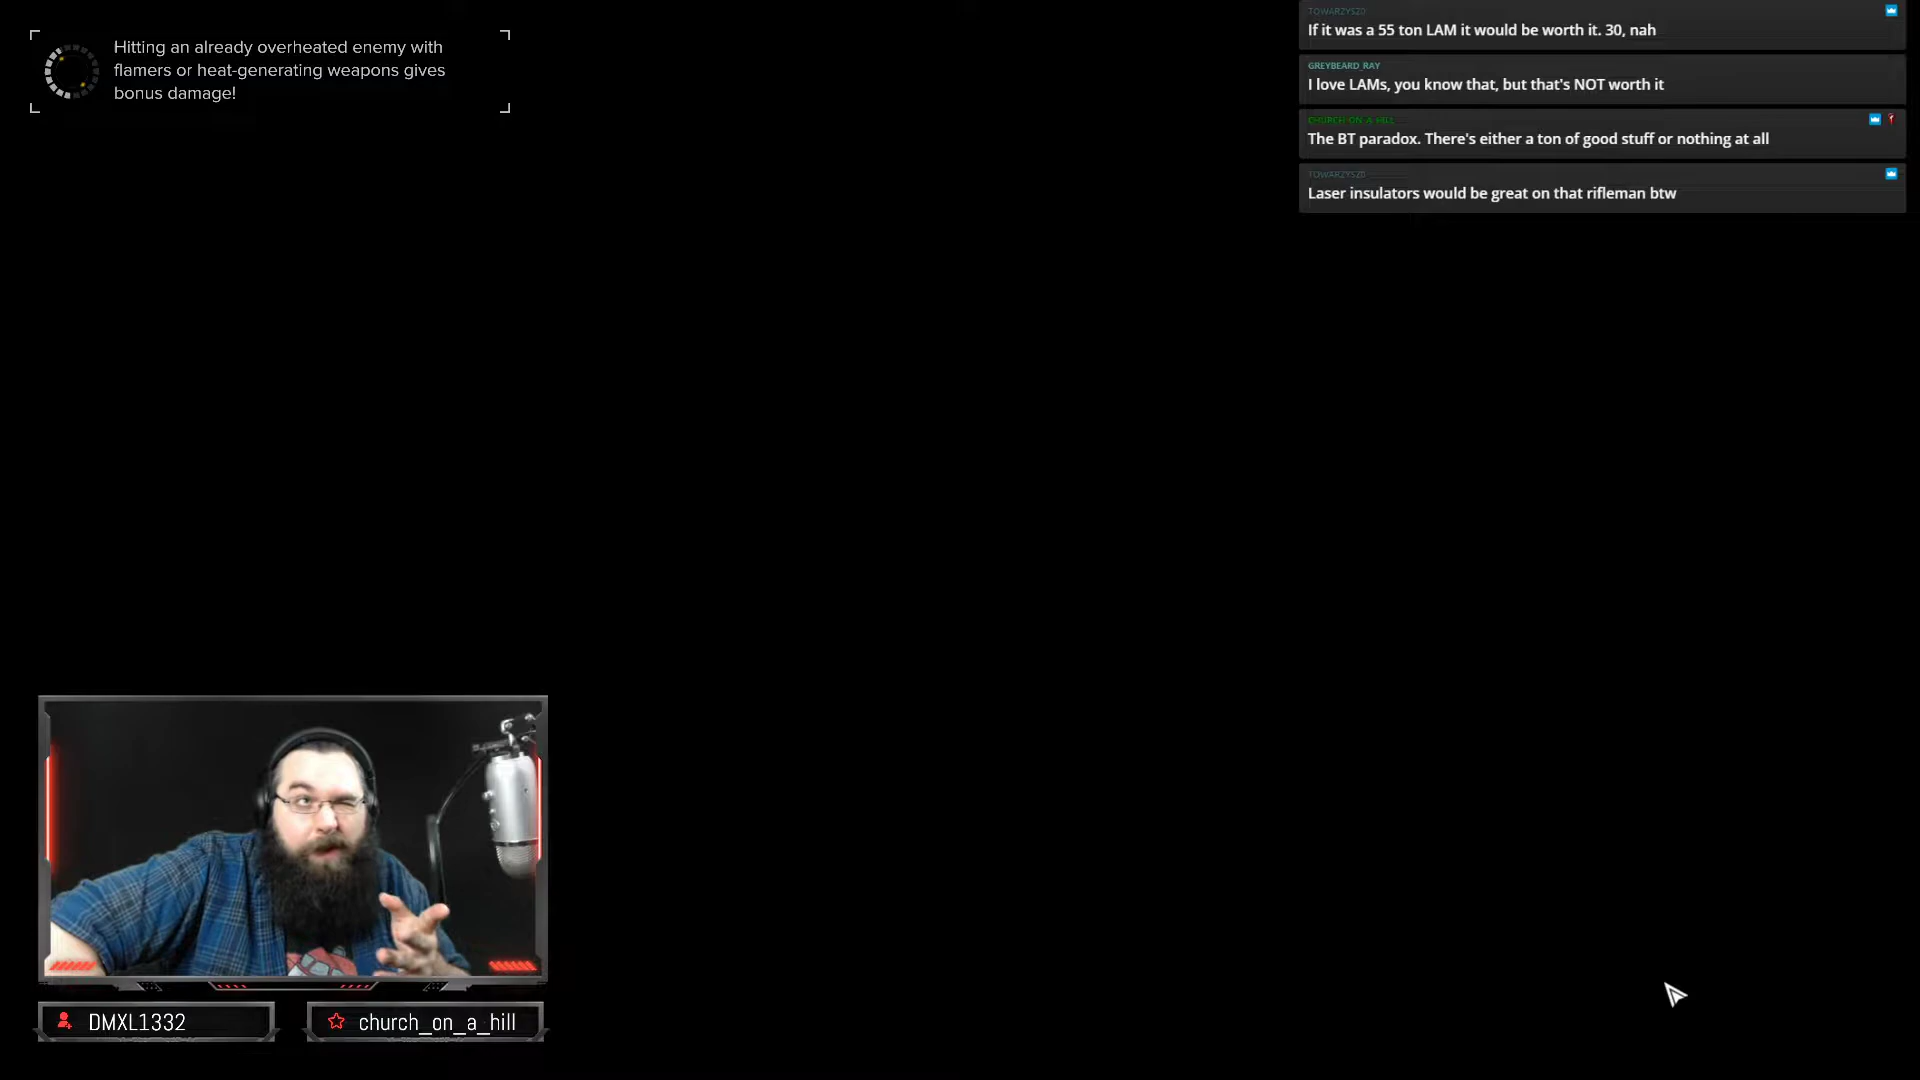 Hitting an already overheated enemy with
flamers or heat-generating weapons gives
bonus damage!
TOWARZYSZO
If it was a 55 ton LAM it would be worth it. 30, nah
GREYBEARD_RAY
I love LAMs, you know that, but that's NOT worth it
CHURCH_ON_A_HILL
The BT paradox. There's either a ton of good stuff or nothing at all
TOWARZYSZO
Laser insulators would be great on that rifleman btw
DMXL1332
church_on_a_hill